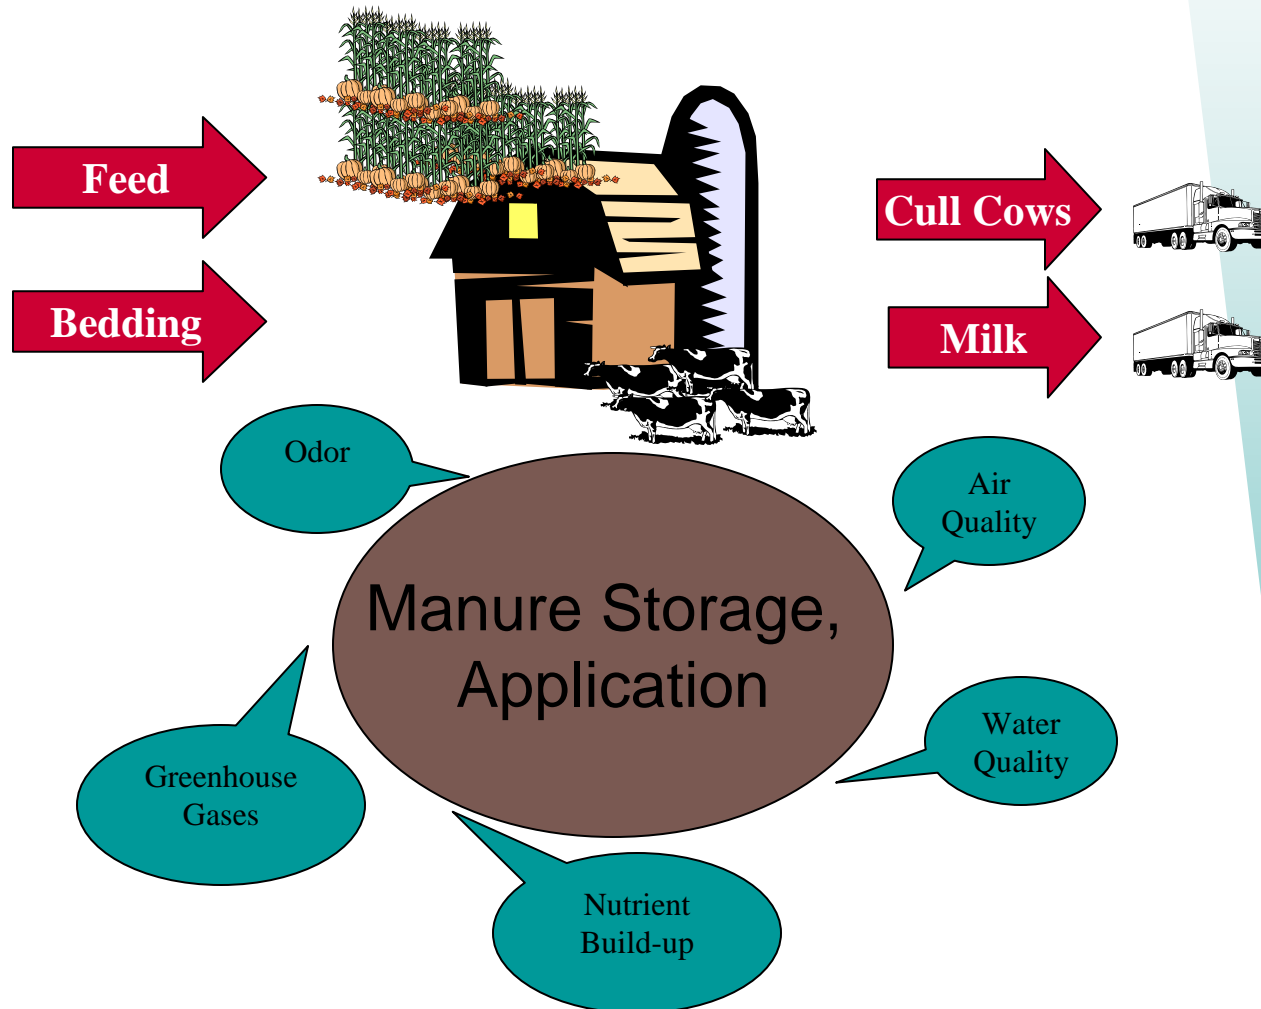 Feed
Bedding
Cull Cows
Milk
Odor
Air
Quality
Manure Storage,
Application
Water
Quality
Greenhouse
Gases
Nutrient
Build-up